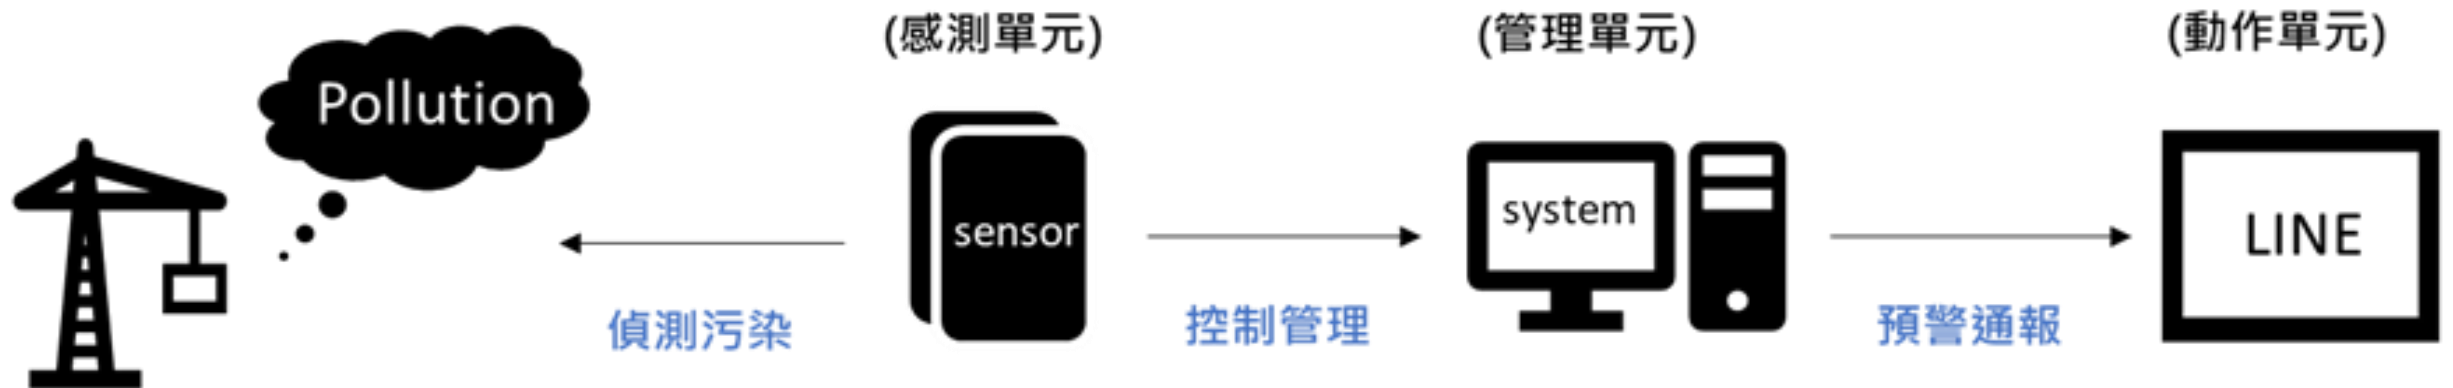 (感測單元)
(管理單元)
(動作單元)
Pollution
sensor
system
LINE
偵測污染
控制管理
預警通報